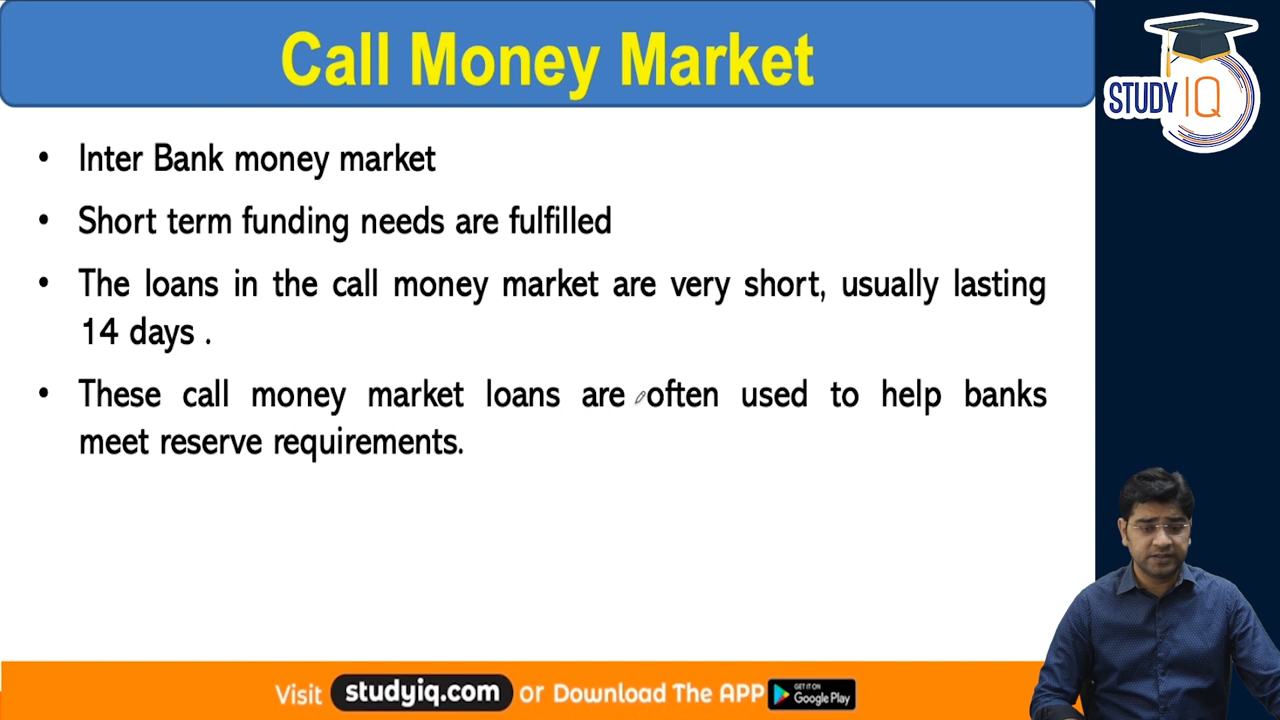 Call Money Market
STUDY IQ
• Inter Bank money market
• Short term funding needs are fulfilled
• The loans in the call money market are very short, usually lasting
14 days .
• These call money market loans are often used to help banks
meet reserve requirements.
Visit studyiq.com or Download The APP GET IT ON Google Play